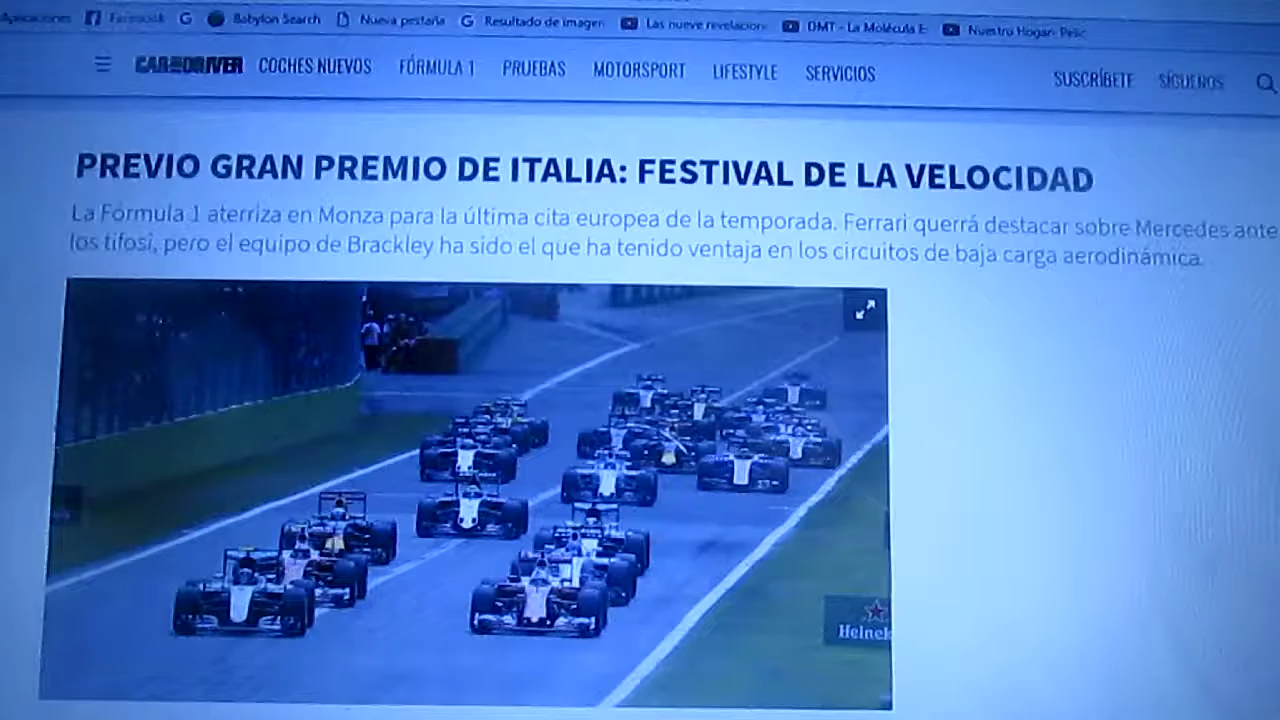 Aplicaciones Facebook G Babylon Search Nueva pestaña G Resultado de imagen Las nueve revelacion DMT - La Molécula E Nuestro Hogar- Pelíc
CAR AND DRIVER COCHES NUEVOS FÓRMULA 1 PRUEBAS MOTORSPORT LIFESTYLE SERVICIOS SUSCRÍBETE SÍGUENOS
PREVIO GRAN PREMIO DE ITALIA: FESTIVAL DE LA VELOCIDAD
La Fórmula 1 aterriza en Monza para la última cita europea de la temporada. Ferrari querrá destacar sobre Mercedes ante
los tifosi, pero el equipo de Brackley ha sido el que ha tenido ventaja en los circuitos de baja carga aerodinámica.
Heinek